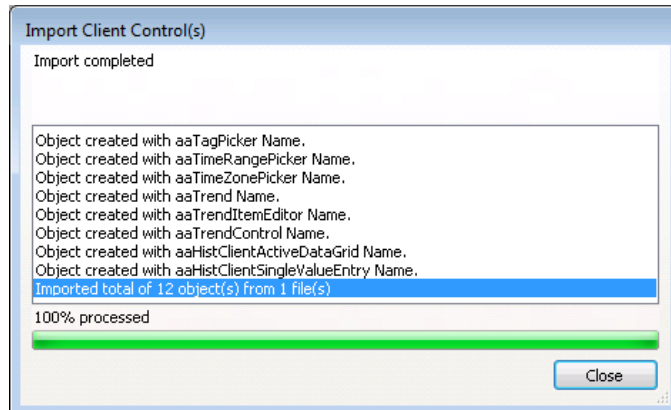 Import Client Control(s)
Import completed
Object created with aaTagPicker Name.
Object created with aaTimeRangePicker Name.
Object created with aaTimeZonePicker Name.
Object created with aaTrend Name.
Object created with aaTrendItemEditor Name.
Object created with aaTrendControl Name.
Object created with aaHistClientActiveDataGrid Name.
Object created with aaHistClientSingleValueEntry Name.
Imported total of 12 object(s) from 1 file(s)
100% processed
Close